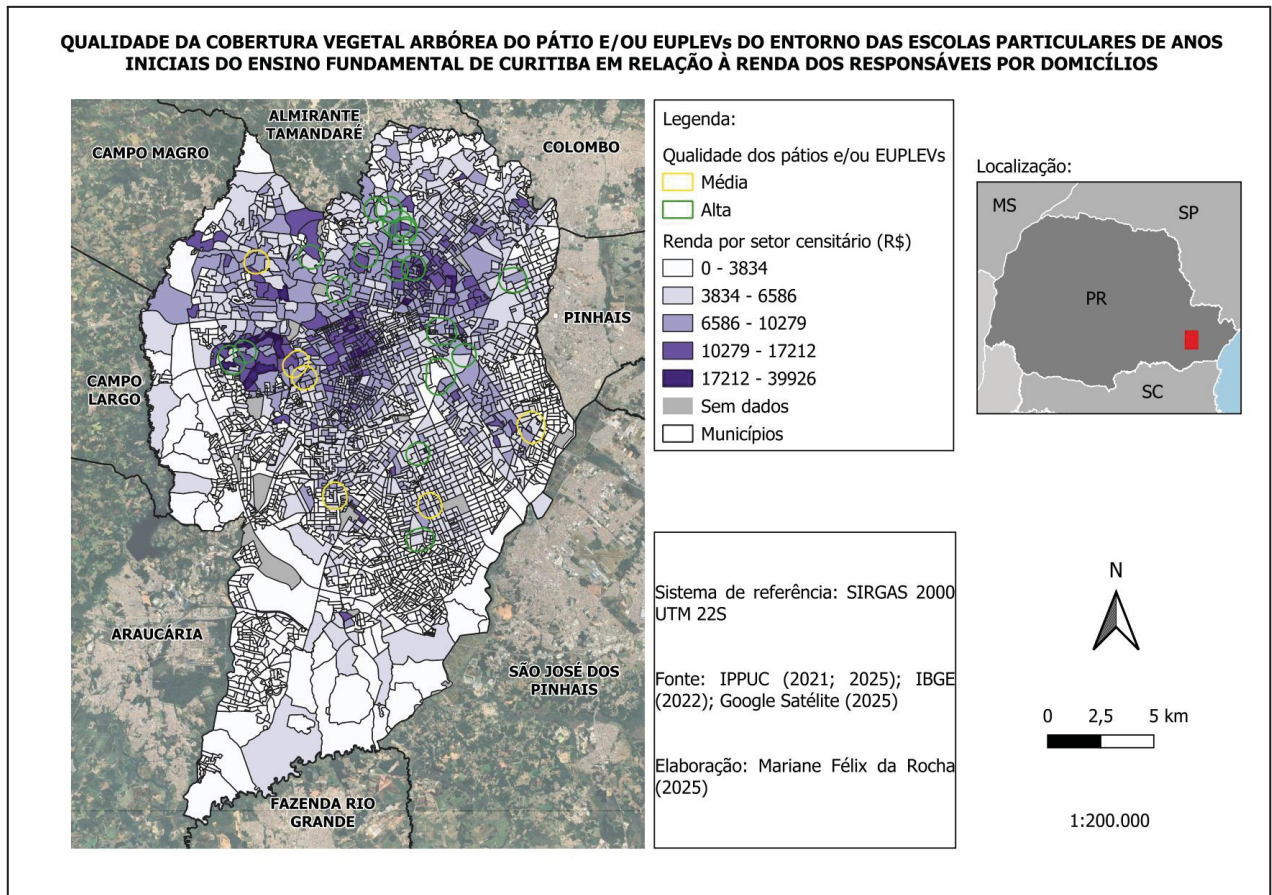 QUALIDADE DA COBERTURA VEGETAL ARBÓREA DO PÁTIO E/OU EUPLEVs DO ENTORNO DAS ESCOLAS PARTICULARES DE ANOS
INICIAIS DO ENSINO FUNDAMENTAL DE CURITIBA EM RELAÇÃO À RENDA DOS RESPONSÁVEIS POR DOMICÍLIOS
ALMIRANTE
TAMANDARÉ
CAMPO MAGRO
COLOMBO
PINHAIS
CAMPO
LARGO
ARAUCÁRIA
SÃO JOSÉ DOS
PINHAIS
FAZENDA RIO
GRANDE
Legenda:
Qualidade dos pátios e/ou EUPLEVs
Média
Alta
Renda por setor censitário (R$)
0 - 3834
3834 - 6586
6586 - 10279
10279 - 17212
17212 - 39926
Sem dados
Municípios
Sistema de referência: SIRGAS 2000
UTM 22S
Fonte: IPPUC (2021; 2025); IBGE
(2022); Google Satélite (2025)
Elaboração: Mariane Félix da Rocha
(2025)
Localização:
MS
SP
PR
SC
N
0 2,5 5 km
1:200.000